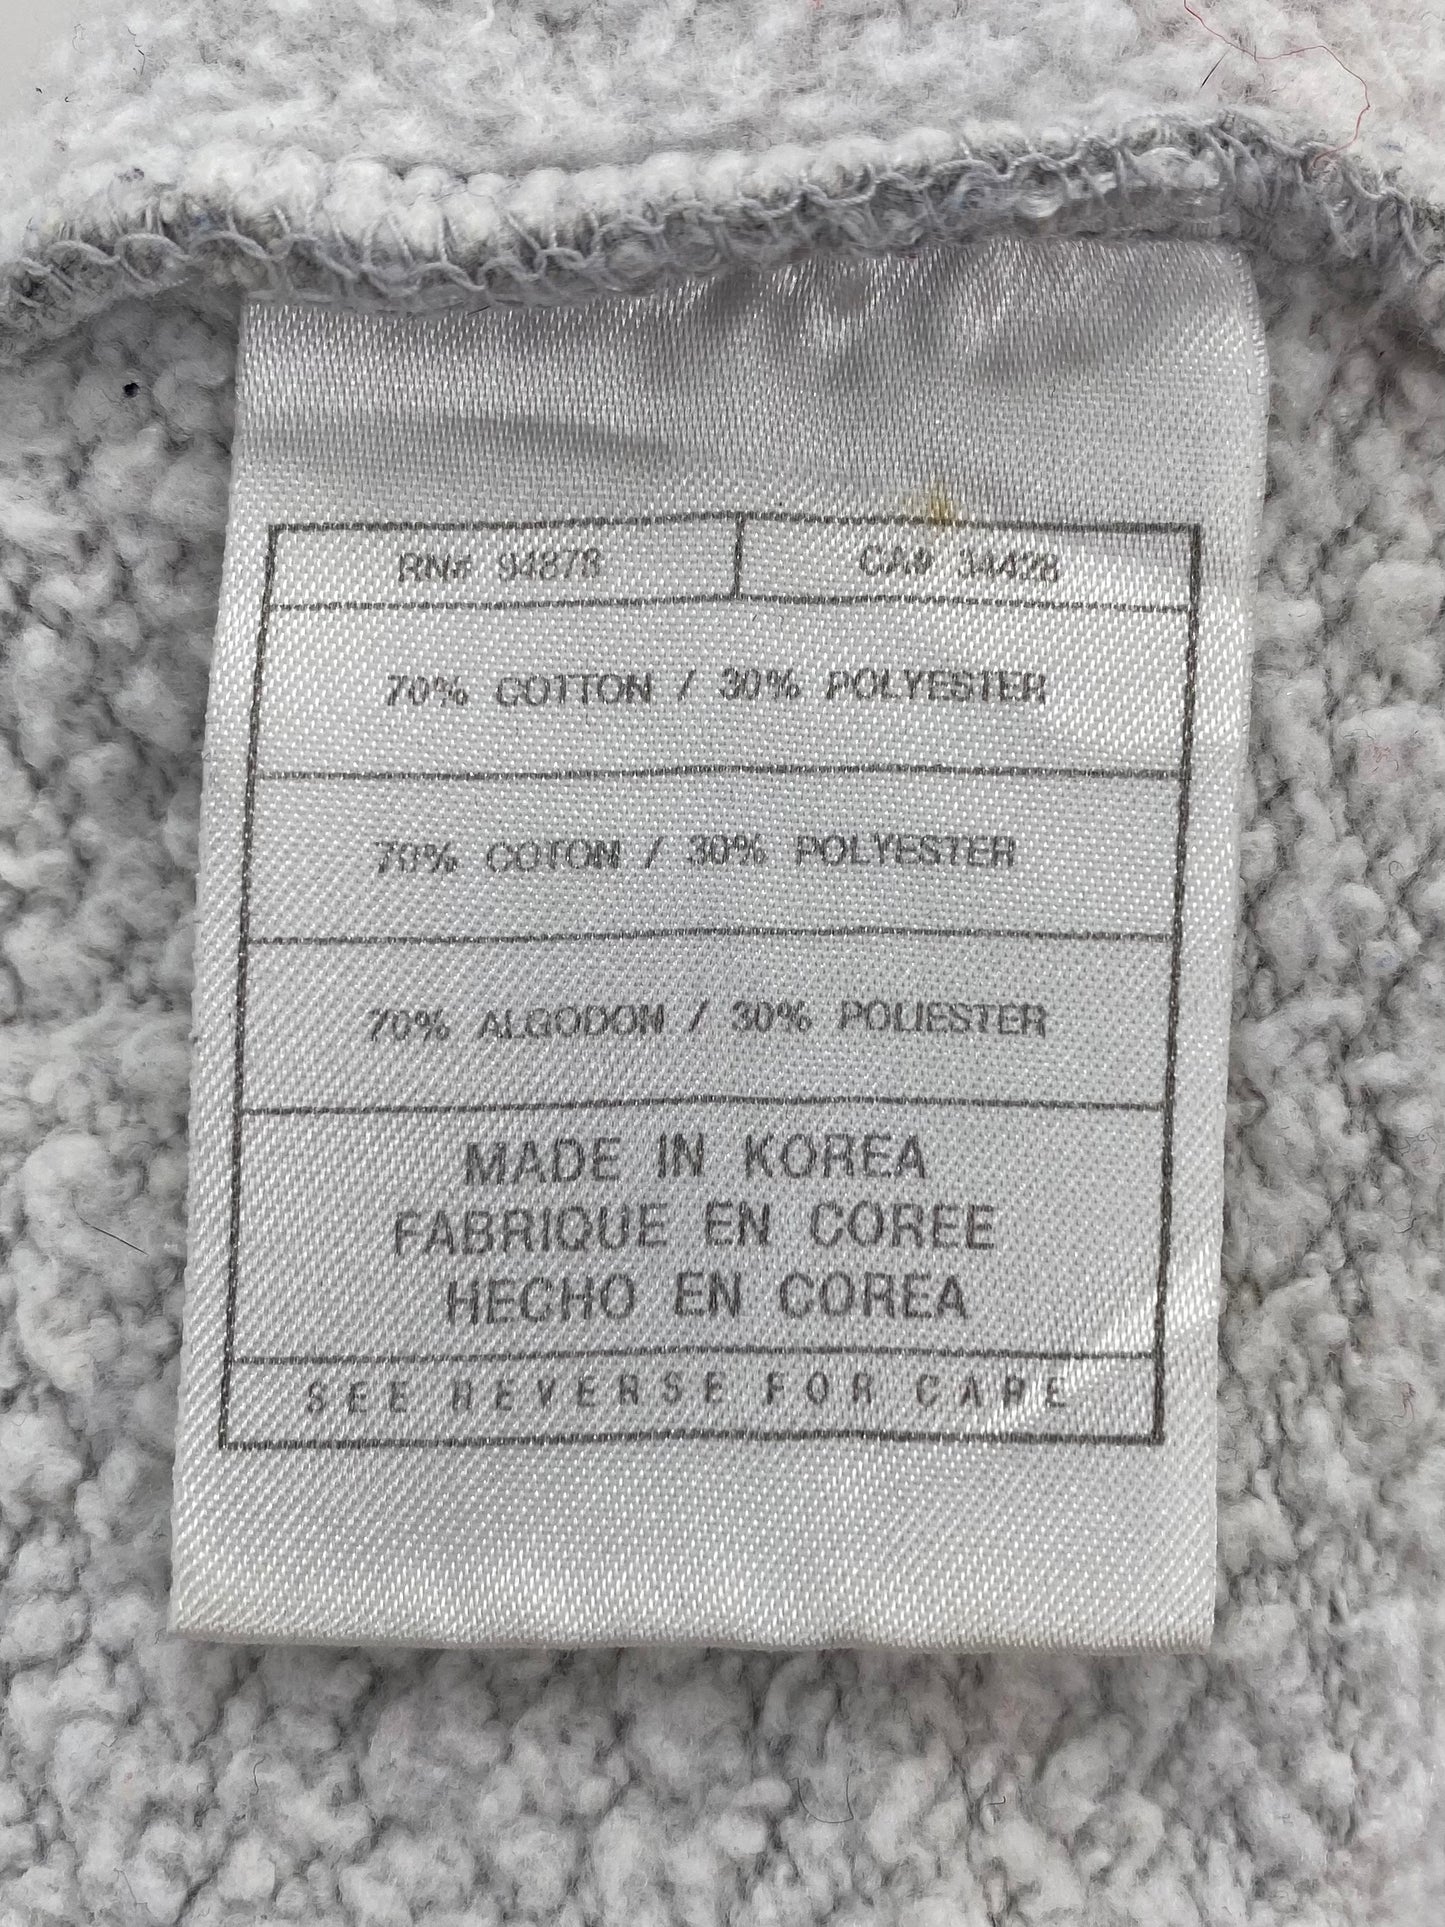 RN# 94878 CA# 34428
70% COTTON / 30% POLYESTER
70% COTON / 30% POLYESTER
70% ALGODON / 30% POLIESTER
MADE IN KOREA
FABRIQUE EN COREE
HECHO EN COREA
SEE REVERSE FOR CARE